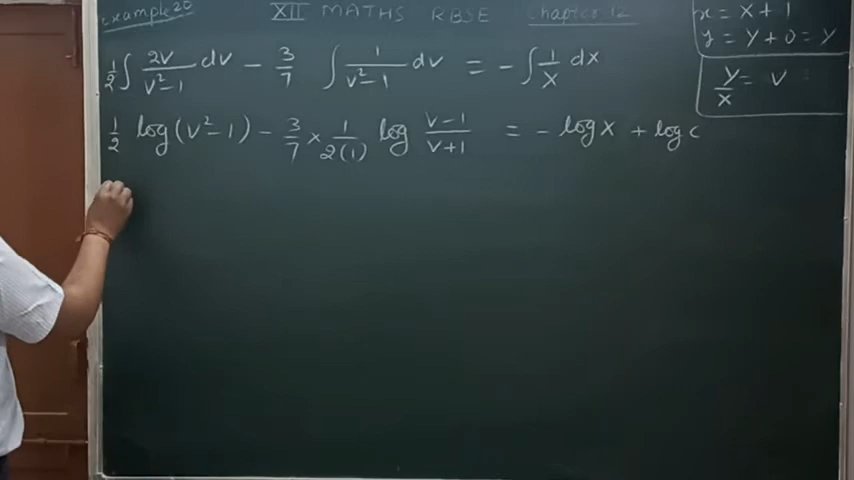 Example 20 XII MATHS RBSE Chapter 12
x = X + 1
y = Y + 0 = Y
Y/X = v
1/2 ∫ 2v/(v²-1) dv - 3/7 ∫ 1/(v²-1) dv = - ∫ 1/X dX
1/2 log(v²-1) - 3/7 × 1/2(1) log (v-1)/(v+1) = - log X + log c